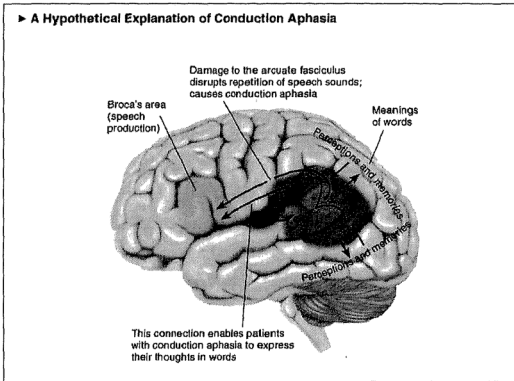 ► A Hypothetical Explanation of Conduction Aphasia
Damage to the arcuate fasciculus
disrupts repetition of speech sounds;
causes conduction aphasia
Broca's area
(speech
production)
Meanings
of words
Perceptions and memories
Perceptions and memories
This connection enables patients
with conduction aphasia to express
their thoughts in words